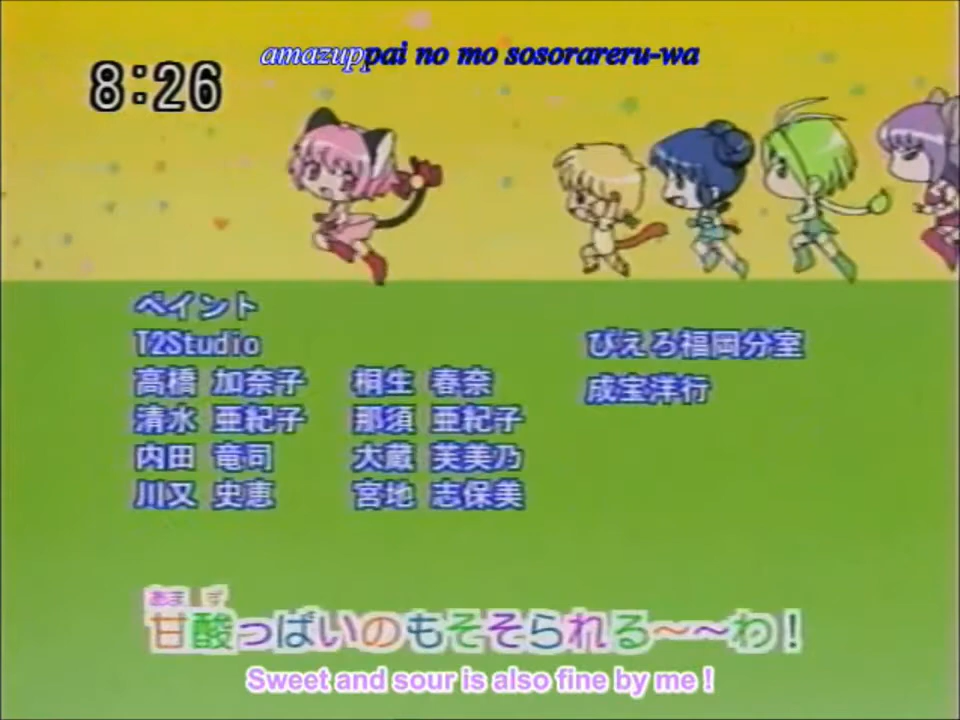 amazuppai no mo sosorareru-wa
8:26
ペイント
T2Studio
高橋 加奈子 桐生 春奈
清水 亜紀子 那須 亜紀子
内田 竜司 大蔵 芙美乃
川又 史恵 宮地 志保美
ぴえろ福岡分室
成宝洋行
あま ず
甘酸っぱいのもそそられる〜〜わ!
Sweet and sour is also fine by me !